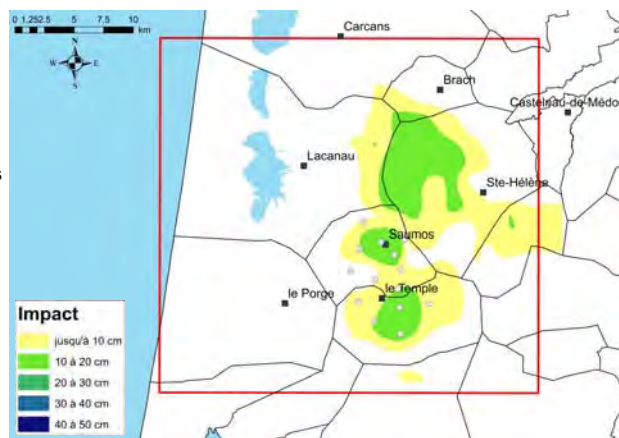 0 1.252.5 5 7.5 10
km
N
W E
S
Carcans
Brach
Castelnau-de-Médo
Lacanau
Ste-Hélène
Saumos
le Porge
le Temple
s
Impact
jusqu'à 10 cm
10 à 20 cm
20 à 30 cm
30 à 40 cm
40 à 50 cm